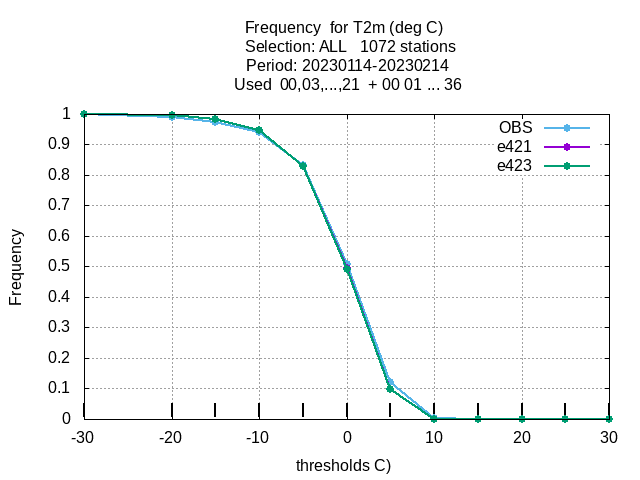 Frequency  for T2m (deg C)
Selection: ALL   1072 stations
Period: 20230114-20230214
Used  00,03,...,21  + 00 01 ... 36
OBS
e421
e423
1
0.9
0.8
0.7
0.6
0.5
0.4
0.3
0.2
0.1
0
Frequency
-30
-20
-10
0
10
20
30
thresholds C)